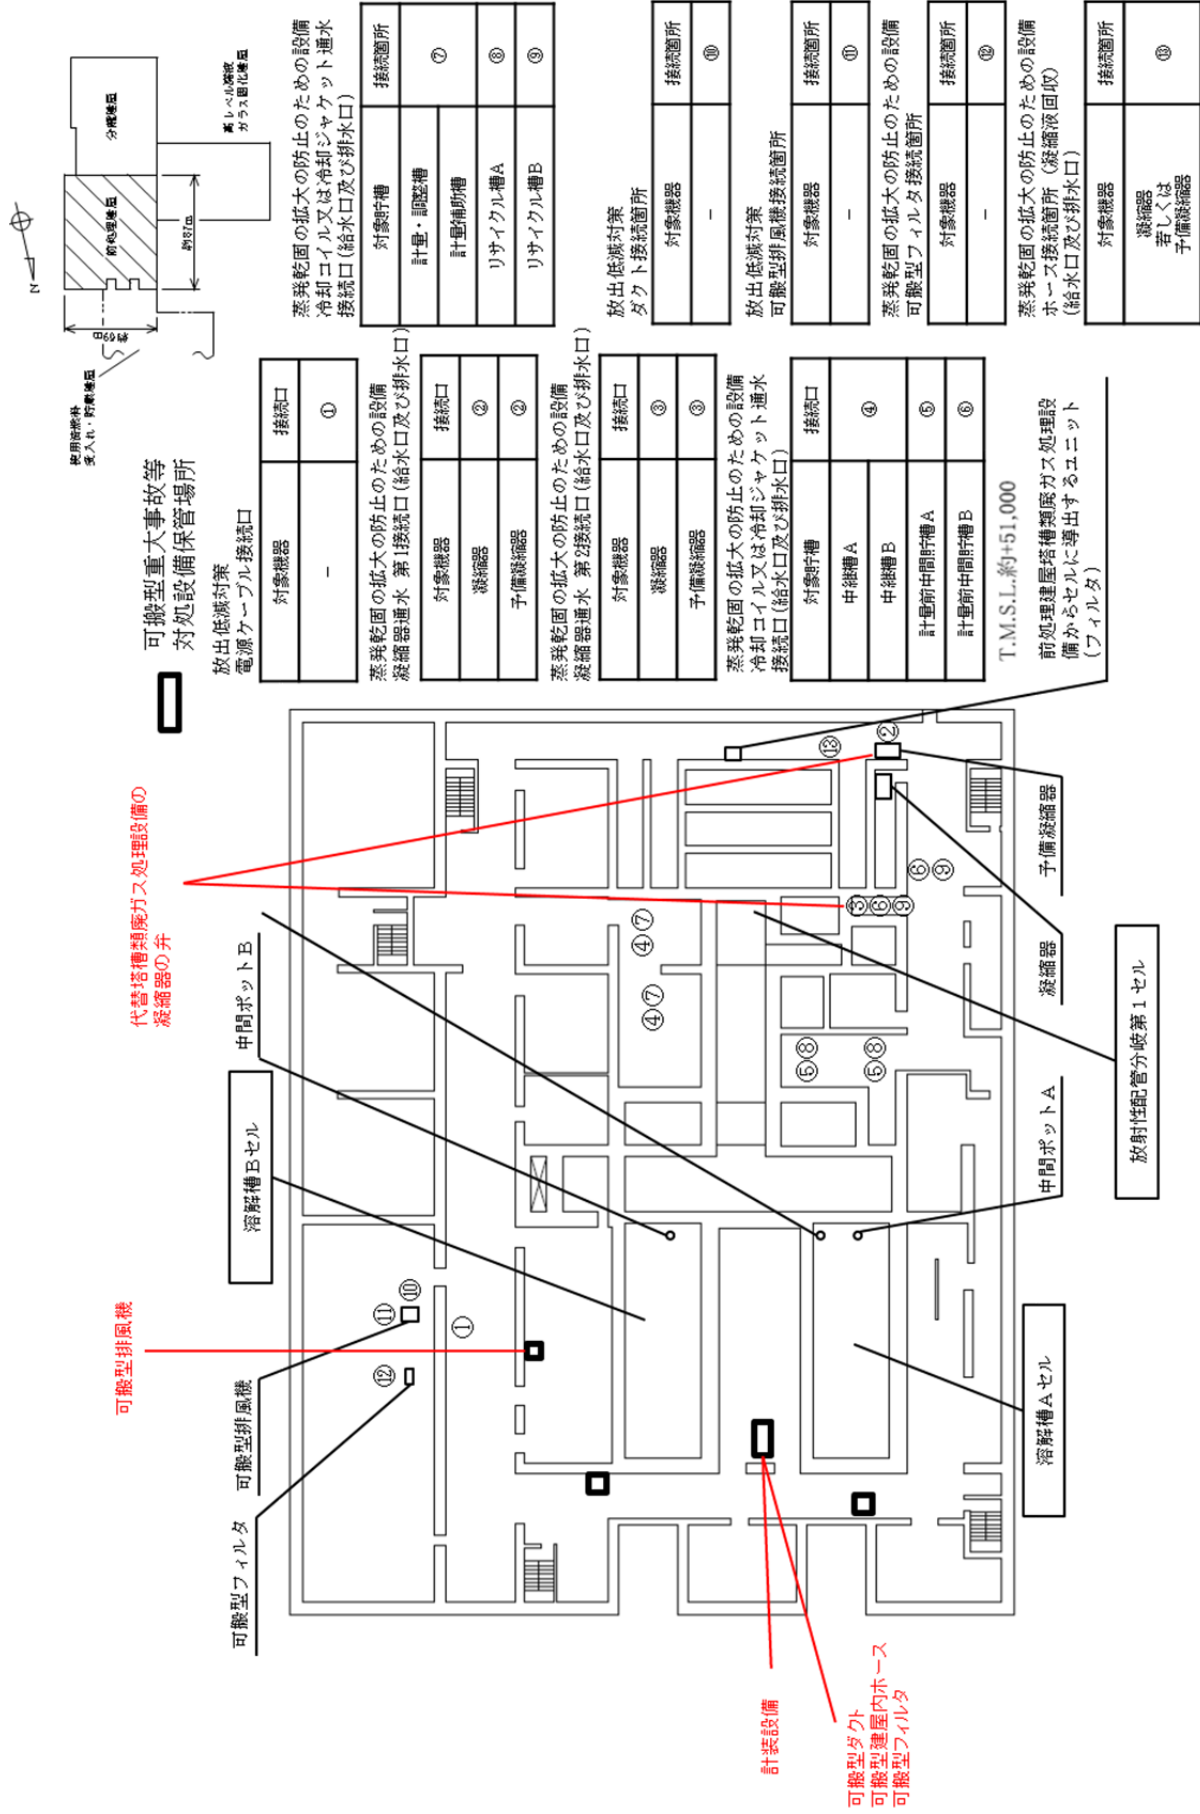 可搬型重大事故等
対処設備保管場所
使用済燃料
受入れ・貯蔵建屋
前処理建屋
分離建屋
高レベル廃液
ガラス固化建屋
約69m
約87m
N
放出低減対策
電源ケーブル接続口
対象機器 接続口
－ ①
蒸発乾固の拡大の防止のための設備
凝縮器通水 第1接続口(給水口及び排水口)
対象機器 接続口
凝縮器 ②
予備凝縮器 ②
蒸発乾固の拡大の防止のための設備
凝縮器通水 第2接続口(給水口及び排水口)
対象機器 接続口
凝縮器 ③
予備凝縮器 ③
蒸発乾固の拡大の防止のための設備
冷却コイル又は冷却ジャケット通水
接続口(給水口及び排水口)
対象貯槽 接続口
中継槽A ④
中継槽B
計量前中間貯槽A ⑤
計量前中間貯槽B ⑥
T.M.S.L.約+51,000
前処理建屋塔槽類廃ガス処理設
備からセルに導出するユニット
(フィルタ)
蒸発乾固の拡大の防止のための設備
冷却コイル又は冷却ジャケット通水
接続口(給水口及び排水口)
対象貯槽 接続箇所
計量・調整槽 ⑦
計量補助槽
リサイクル槽A ⑧
リサイクル槽B ⑨
放出低減対策
ダクト接続箇所
対象機器 接続箇所
－ ⑩
放出低減対策
可搬型排風機接続箇所
対象機器 接続箇所
－ ⑪
蒸発乾固の拡大の防止のための設備
可搬型フィルタ接続箇所
対象機器 接続箇所
－ ⑫
蒸発乾固の拡大の防止のための設備
ホース接続箇所（凝縮液回収）
(給水口及び排水口)
対象機器 接続箇所
凝縮器
若しくは
予備凝縮器
⑬
可搬型フィルタ
可搬型排風機
可搬型排風機
溶解槽Bセル
中間ポットB
代替塔槽類廃ガス処理設備の
凝縮器の弁
⑫
⑪
⑩
①
④⑦
④⑦
⑤⑧
⑤⑧
③
⑥
⑨
⑥
⑨
⑬
②
計装設備
可搬型ダクト
可搬型建屋内ホース
可搬型フィルタ
溶解槽Aセル
中間ポットA
放射性配管分岐第1セル
凝縮器
予備凝縮器